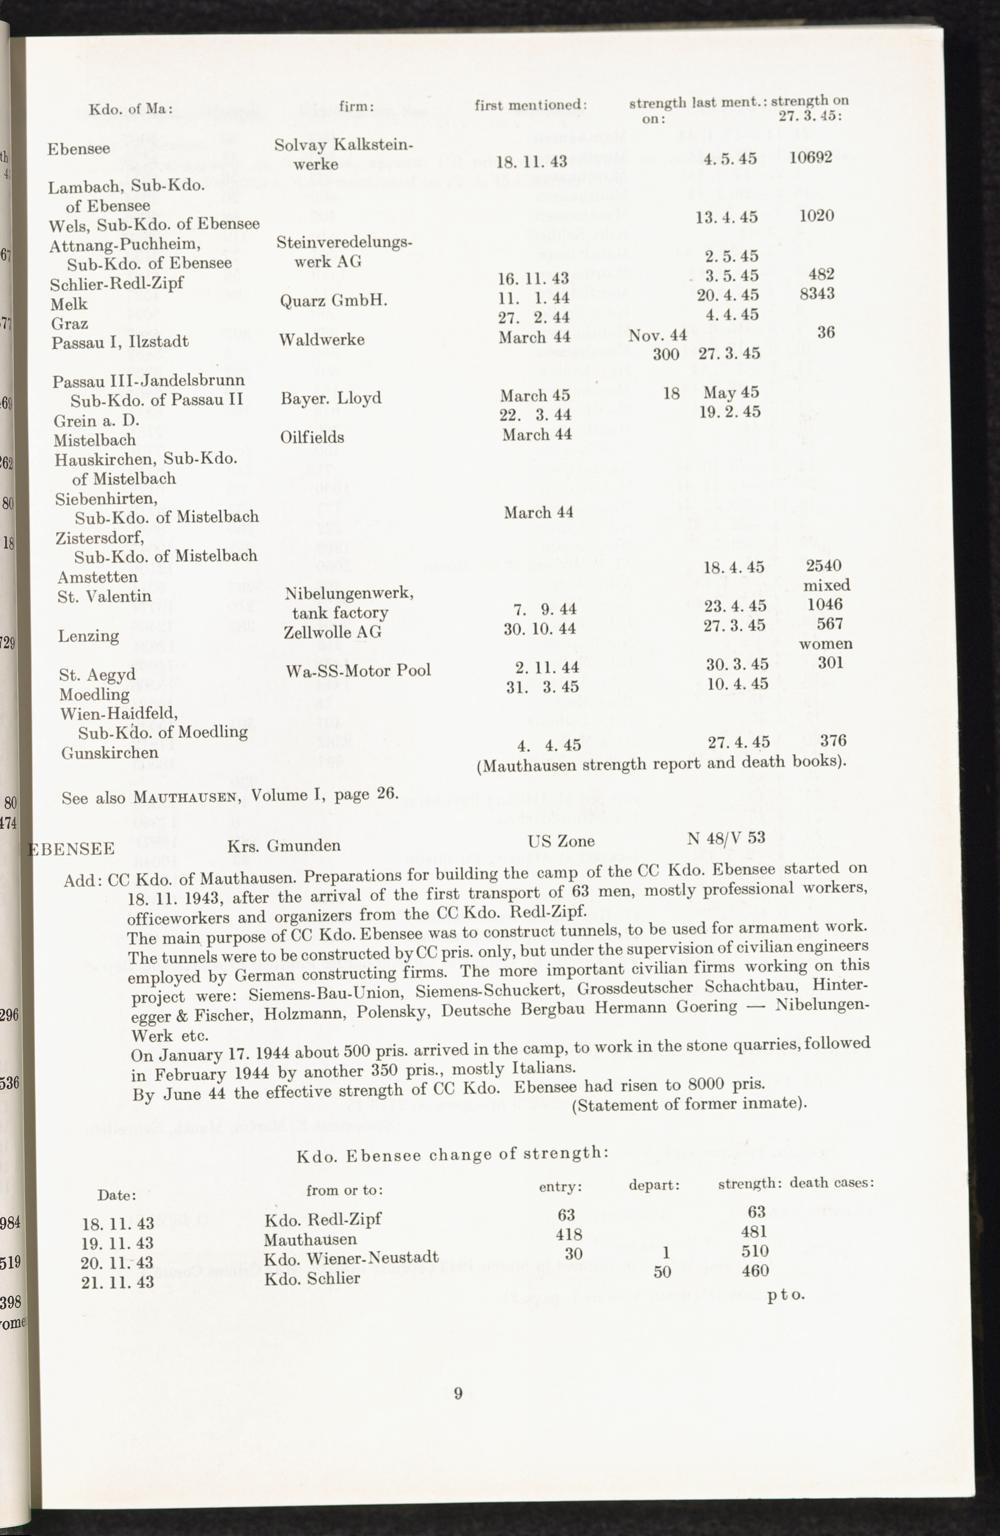 Kdo. of Ma: firm: first mentioned: strength last ment.: strength on
on: 27. 3. 45:
Ebensee Solvay Kalkstein-
werke 18. 11. 43 4. 5. 45 10692
Lambach, Sub-Kdo.
of Ebensee
Wels, Sub-Kdo. of Ebensee 13. 4. 45 1020
Attnang-Puchheim, Steinveredelungs-
Sub-Kdo. of Ebensee werk AG 2. 5. 45
Schlier-Redl-Zipf 16. 11. 43 3. 5. 45 482
Melk Quarz GmbH. 11. 1. 44 20. 4. 45 8343
Graz 27. 2. 44 4. 4. 45
Passau I, Ilzstadt Waldwerke March 44 Nov. 44 36
300 27. 3. 45
Passau III-Jandelsbrunn
Sub-Kdo. of Passau II Bayer. Lloyd March 45 18 May 45
Grein a. D. 22. 3. 44 19. 2. 45
Mistelbach Oilfields March 44
Hauskirchen, Sub-Kdo.
of Mistelbach
Siebenhirten,
Sub-Kdo. of Mistelbach March 44
Zistersdorf,
Sub-Kdo. of Mistelbach
Amstetten 18. 4. 45 2540
mixed
St. Valentin Nibelungenwerk,
tank factory 7. 9. 44 23. 4. 45 1046
Lenzing Zellwolle AG 30. 10. 44 27. 3. 45 567
women
St. Aegyd Wa-SS-Motor Pool 2. 11. 44 30. 3. 45 301
Moedling 31. 3. 45 10. 4. 45
Wien-Haidfeld,
Sub-Kdo. of Moedling
Gunskirchen 4. 4. 45 27. 4. 45 376
(Mauthausen strength report and death books).
See also MAUTHAUSEN, Volume I, page 26.
EBENSEE Krs. Gmunden US Zone N 48/V 53
Add: CC Kdo. of Mauthausen. Preparations for building the camp of the CC Kdo. Ebensee started on
18. 11. 1943, after the arrival of the first transport of 63 men, mostly professional workers,
officeworkers and organizers from the CC Kdo. Redl-Zipf.
The main purpose of CC Kdo. Ebensee was to construct tunnels, to be used for armament work.
The tunnels were to be constructed by CC pris. only, but under the supervision of civilian engineers
employed by German constructing firms. The more important civilian firms working on this
project were: Siemens-Bau-Union, Siemens-Schuckert, Grossdeutscher Schachtbau, Hinter-
egger & Fischer, Holzmann, Polensky, Deutsche Bergbau Hermann Goering — Nibelungen-
Werk etc.
On January 17. 1944 about 500 pris. arrived in the camp, to work in the stone quarries, followed
in February 1944 by another 350 pris., mostly Italians.
By June 44 the effective strength of CC Kdo. Ebensee had risen to 8000 pris.
(Statement of former inmate).
Kdo. Ebensee change of strength:
Date: from or to: entry: depart: strength: death cases:
18. 11. 43 Kdo. Redl-Zipf 63 63
19. 11. 43 Mauthausen 418 481
20. 11. 43 Kdo. Wiener-Neustadt 30 1 510
21. 11. 43 Kdo. Schlier 50 460
pto.
9